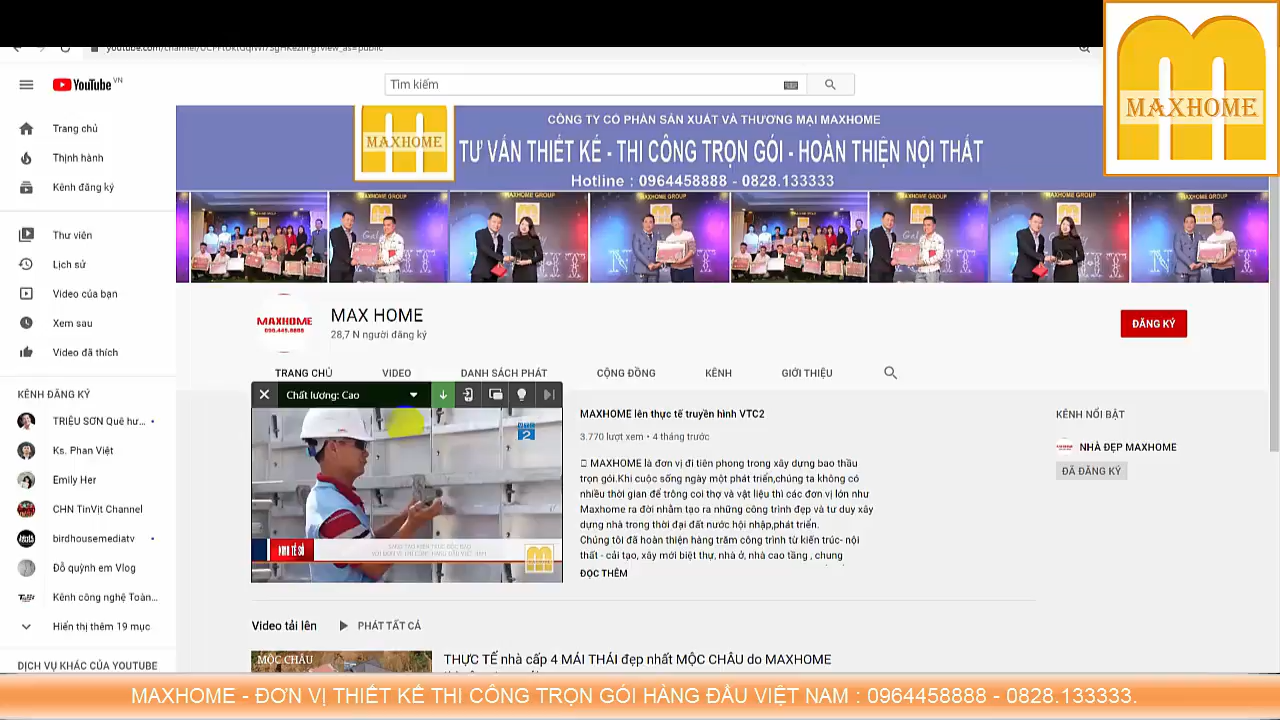 youtube.com/channel/
YouTube VN
Tìm kiếm
MAXHOME
Trang chủ
Thịnh hành
Kênh đăng ký
Thư viện
Lịch sử
Video của bạn
Xem sau
Video đã thích
KÊNH ĐĂNG KÝ
TRIỆU SƠN Quê hư...
Ks. Phan Việt
Emily Her
CHN TinVịt Channel
birdhousemediatv
Đỗ quỳnh em Vlog
Kênh công nghệ Toàn...
Hiển thị thêm 19 mục
DỊCH VỤ KHÁC CỦA YOUTUBE
MAXHOME
CÔNG TY CỔ PHẦN SẢN XUẤT VÀ THƯƠNG MẠI MAXHOME
TƯ VẤN THIẾT KẾ - THI CÔNG TRỌN GÓI - HOÀN THIỆN NỘI THẤT
Hotline : 0964458888 - 0828.133333
MAXHOME GROUP
MAXHOME
096.445.8888
MAX HOME
28,7 N người đăng ký
ĐĂNG KÝ
TRANG CHỦ
VIDEO
DANH SÁCH PHÁT
CỘNG ĐỒNG
KÊNH
GIỚI THIỆU
Chất lượng: Cao
2
KINH TẾ SỐ
MAXHOME lên thực tế truyền hình VTC2
3.770 lượt xem • 4 tháng trước
MAXHOME là đơn vị đi tiên phong trong xây dựng bao thầu
trọn gói.Khi cuộc sống ngày một phát triển,chúng ta không có
nhiều thời gian để trông coi thợ và vật liệu thì các đơn vị lớn như
Maxhome ra đời nhằm tạo ra những công trình đẹp và tư duy xây
dựng nhà trong thời đại đất nước hội nhập,phát triển.
Chúng tôi đã hoàn thiện hàng trăm công trình từ kiến trúc- nội
thất - cải tạo, xây mới biệt thự, nhà ở, nhà cao tầng , chung
ĐỌC THÊM
KÊNH NỔI BẬT
NHÀ ĐẸP MAXHOME
ĐÃ ĐĂNG KÝ
Video tải lên
PHÁT TẤT CẢ
MỘC CHÂU
THỰC TẾ nhà cấp 4 MÁI THÁI đẹp nhất MỘC CHÂU do MAXHOME
MAXHOME - ĐƠN VỊ THIẾT KẾ THI CÔNG TRỌN GÓI HÀNG ĐẦU VIỆT NAM : 0964458888 - 0828.133333.